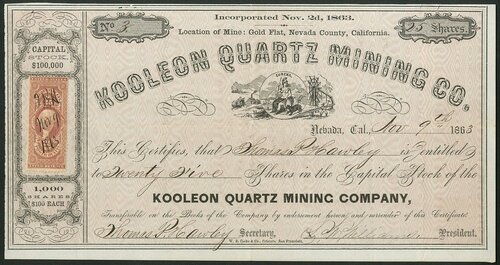 Incorporated Nov. 2d, 1863.
No 3
25 Shares.
Location of Mine: Gold Flat, Nevada County, California.
CAPITAL
STOCK,
$100,000
KOOLEON QUARTZ MINING CO.
EUREKA
Nevada, Cal., Nov. 9th 1863
This Certifies, that Thomas P. Hawley is entitled
to Twenty Five Shares in the Capital Stock of the
KOOLEON QUARTZ MINING COMPANY,
1,000
SHARES
$100 EACH
Transferable on the Books of the Company by endorsement hereon, and surrender of this Certificate.
Thomas P. Hawley Secretary, President.